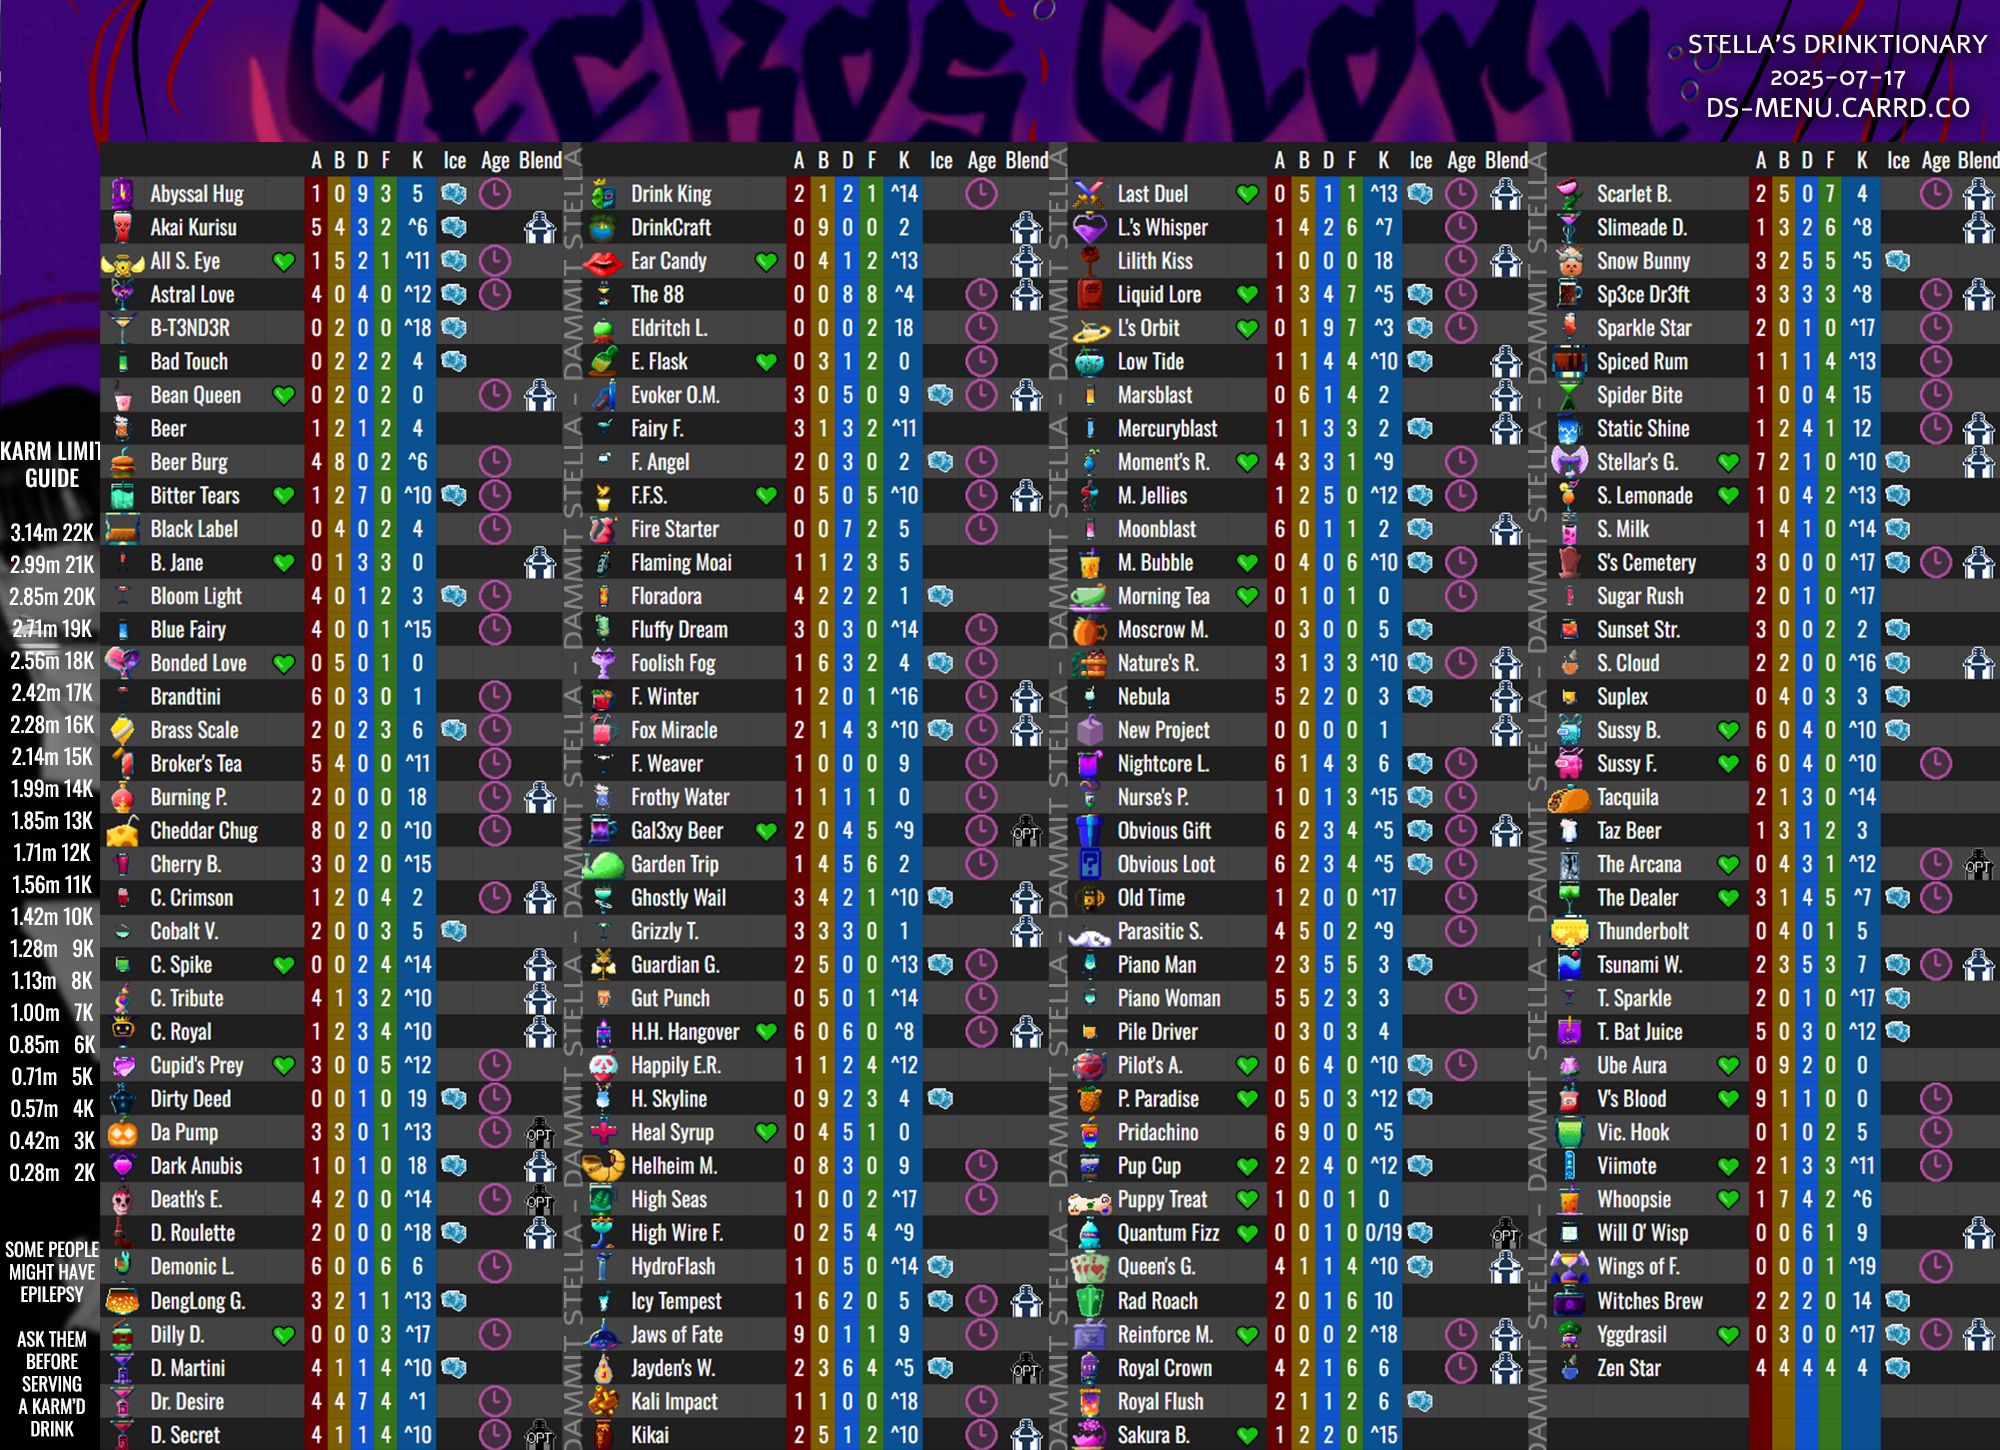 GECKOS GLORY
STELLA'S DRINKTIONARY
2025-07-17
DS-MENU.CARRD.CO
KARM LIMIT
GUIDE
3.14m 22K
2.99m 21K
2.85m 20K
2.71m 19K
2.56m 18K
2.42m 17K
2.28m 16K
2.14m 15K
1.99m 14K
1.85m 13K
1.71m 12K
1.56m 11K
1.42m 10K
1.28m 9K
1.13m 8K
1.00m 7K
0.85m 6K
0.71m 5K
0.57m 4K
0.42m 3K
0.28m 2K
SOME PEOPLE
MIGHT HAVE
EPILEPSY
ASK THEM
BEFORE
SERVING
A KARM'D
DRINK
A B D F K Ice Age Blend
Abyssal Hug 1 0 9 3 5
Akai Kurisu 5 4 3 2 ^6
All S. Eye 1 5 2 1 ^11
Astral Love 4 0 4 0 ^12
B-T3ND3R 0 2 0 0 ^18
Bad Touch 0 2 2 2 4
Bean Queen 0 2 0 2 0
Beer 1 2 1 2 4
Beer Burg 4 8 0 2 ^6
Bitter Tears 1 2 7 0 ^10
Black Label 0 4 0 2 4
B. Jane 0 1 3 3 0
Bloom Light 4 0 1 2 3
Blue Fairy 4 0 0 1 ^15
Bonded Love 0 5 0 1 0
Brandtini 6 0 3 0 1
Brass Scale 2 0 2 3 6
Broker's Tea 5 4 0 0 ^11
Burning P. 2 0 0 0 18
Cheddar Chug 8 0 2 0 ^10
Cherry B. 3 0 2 0 ^15
C. Crimson 1 2 0 4 2
Cobalt V. 2 0 0 3 5
C. Spike 0 0 2 4 ^14
C. Tribute 4 1 3 2 ^10
C. Royal 1 2 3 4 ^10
Cupid's Prey 3 0 0 5 ^12
Dirty Deed 0 0 1 0 19
Da Pump 3 3 0 1 ^13 OPT
Dark Anubis 1 0 1 0 18
Death's E. 4 2 0 0 ^14 OPT
D. Roulette 2 0 0 0 ^18
Demonic L. 6 0 0 6 6
DengLong G. 3 2 1 1 ^13
Dilly D. 0 0 0 3 ^17
D. Martini 4 1 1 4 ^10
Dr. Desire 4 4 7 4 ^1
D. Secret 4 1 1 4 ^10 OPT
DAMMIT STELLA - DAMMIT STELLA - DAMMIT STELLA - DAMMIT STELLA
A B D F K Ice Age Blend
Drink King 2 1 2 1 ^14
DrinkCraft 0 9 0 0 2
Ear Candy 0 4 1 2 ^13
The 88 0 0 8 8 ^4
Eldritch L. 0 0 0 2 18
E. Flask 0 3 1 2 0
Evoker O.M. 3 0 5 0 9
Fairy F. 3 1 3 2 ^11
F. Angel 2 0 3 0 2
F.F.S. 0 5 0 5 ^10
Fire Starter 0 0 7 2 5
Flaming Moai 1 1 2 3 5
Floradora 4 2 2 2 1
Fluffy Dream 3 0 3 0 ^14
Foolish Fog 1 6 3 2 4
F. Winter 1 2 0 1 ^16
Fox Miracle 2 1 4 3 ^10
F. Weaver 1 0 0 0 9
Frothy Water 1 1 1 1 0
Gal3xy Beer 2 0 4 5 ^9 OPT
Garden Trip 1 4 5 6 2
Ghostly Wail 3 4 2 1 ^10
Grizzly T. 3 3 3 0 1
Guardian G. 2 5 0 0 ^13
Gut Punch 0 5 0 1 ^14
H.H. Hangover 6 0 6 0 ^8
Happily E.R. 1 1 2 4 ^12
H. Skyline 0 9 2 3 4
Heal Syrup 0 4 5 1 0
Helheim M. 0 8 3 0 9
High Seas 1 0 0 2 ^17
High Wire F. 0 2 5 4 ^9
HydroFlash 1 0 5 0 ^14
Icy Tempest 1 6 2 0 5
Jaws of Fate 9 0 1 1 9
Jayden's W. 2 3 6 4 ^5 OPT
Kali Impact 1 1 0 0 ^18
Kikai 2 5 1 2 ^10
DAMMIT STELLA - DAMMIT STELLA - DAMMIT STELLA - DAMMIT STELLA
A B D F K Ice Age Blend
Last Duel 0 5 1 1 ^13
L.'s Whisper 1 4 2 6 ^7
Lilith Kiss 1 0 0 0 18
Liquid Lore 1 3 4 7 ^5
L's Orbit 0 1 9 7 ^3
Low Tide 1 1 4 4 ^10
Marsblast 0 6 1 4 2
Mercuryblast 1 1 3 3 2
Moment's R. 4 3 3 1 ^9
M. Jellies 1 2 5 0 ^12
Moonblast 6 0 1 1 2
M. Bubble 0 4 0 6 ^10
Morning Tea 0 1 0 1 0
Moscrow M. 0 3 0 0 5
Nature's R. 3 1 3 3 ^10
Nebula 5 2 2 0 3
New Project 0 0 0 0 1
Nightcore L. 6 1 4 3 6
Nurse's P. 1 0 1 3 ^15
Obvious Gift 6 2 3 4 ^5
Obvious Loot 6 2 3 4 ^5
Old Time 1 2 0 0 ^17
Parasitic S. 4 5 0 2 ^9
Piano Man 2 3 5 5 3
Piano Woman 5 5 2 3 3
Pile Driver 0 3 0 3 4
Pilot's A. 0 6 4 0 ^10
P. Paradise 0 5 0 3 ^12
Pridachino 6 9 0 0 ^5
Pup Cup 2 2 4 0 ^12
Puppy Treat 1 0 0 1 0
Quantum Fizz 0 0 1 0 0/19 OPT
Queen's G. 4 1 1 4 ^10
Rad Roach 2 0 1 6 10
Reinforce M. 0 0 0 2 ^18
Royal Crown 4 2 1 6 6
Royal Flush 2 1 1 2 6
Sakura B. 1 2 2 0 ^15
DAMMIT STELLA - DAMMIT STELLA - DAMMIT STELLA - DAMMIT STELLA
A B D F K Ice Age Blend
Scarlet B. 2 5 0 7 4
Slimeade D. 1 3 2 6 ^8
Snow Bunny 3 2 5 5 ^5
Sp3ce Dr3ft 3 3 3 3 ^8
Sparkle Star 2 0 1 0 ^17
Spiced Rum 1 1 1 4 ^13
Spider Bite 1 0 0 4 15
Static Shine 1 2 4 1 12
Stellar's G. 7 2 1 0 ^10
S. Lemonade 1 0 4 2 ^13
S. Milk 1 4 1 0 ^14
S's Cemetery 3 0 0 0 ^17
Sugar Rush 2 0 1 0 ^17
Sunset Str. 3 0 0 2 2
S. Cloud 2 2 0 0 ^16
Suplex 0 4 0 3 3
Sussy B. 6 0 4 0 ^10
Sussy F. 6 0 4 0 ^10
Tacquila 2 1 3 0 ^14
Taz Beer 1 3 1 2 3
The Arcana 0 4 3 1 ^12 OPT
The Dealer 3 1 4 5 ^7
Thunderbolt 0 4 0 1 5
Tsunami W. 2 3 5 3 7
T. Sparkle 2 0 1 0 ^17
T. Bat Juice 5 0 3 0 ^12
Ube Aura 0 9 2 0 0
V's Blood 9 1 1 0 0
Vic. Hook 0 1 0 2 5
Viimote 2 1 3 3 ^11
Whoopsie 1 7 4 2 ^6
Will O' Wisp 0 0 6 1 9
Wings of F. 0 0 0 1 ^19
Witches Brew 2 2 2 0 14
Yggdrasil 0 3 0 0 ^17
Zen Star 4 4 4 4 4